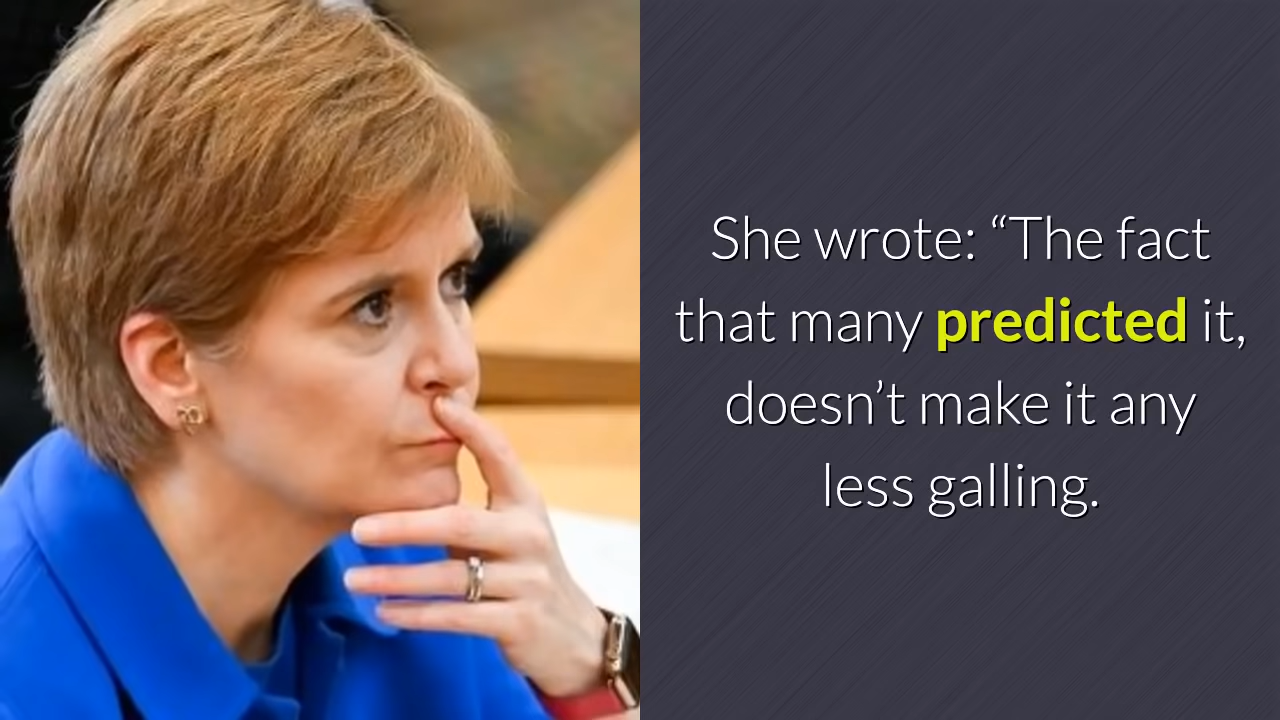 She wrote: “The fact
that many predicted it,
doesn’t make it any
less galling.